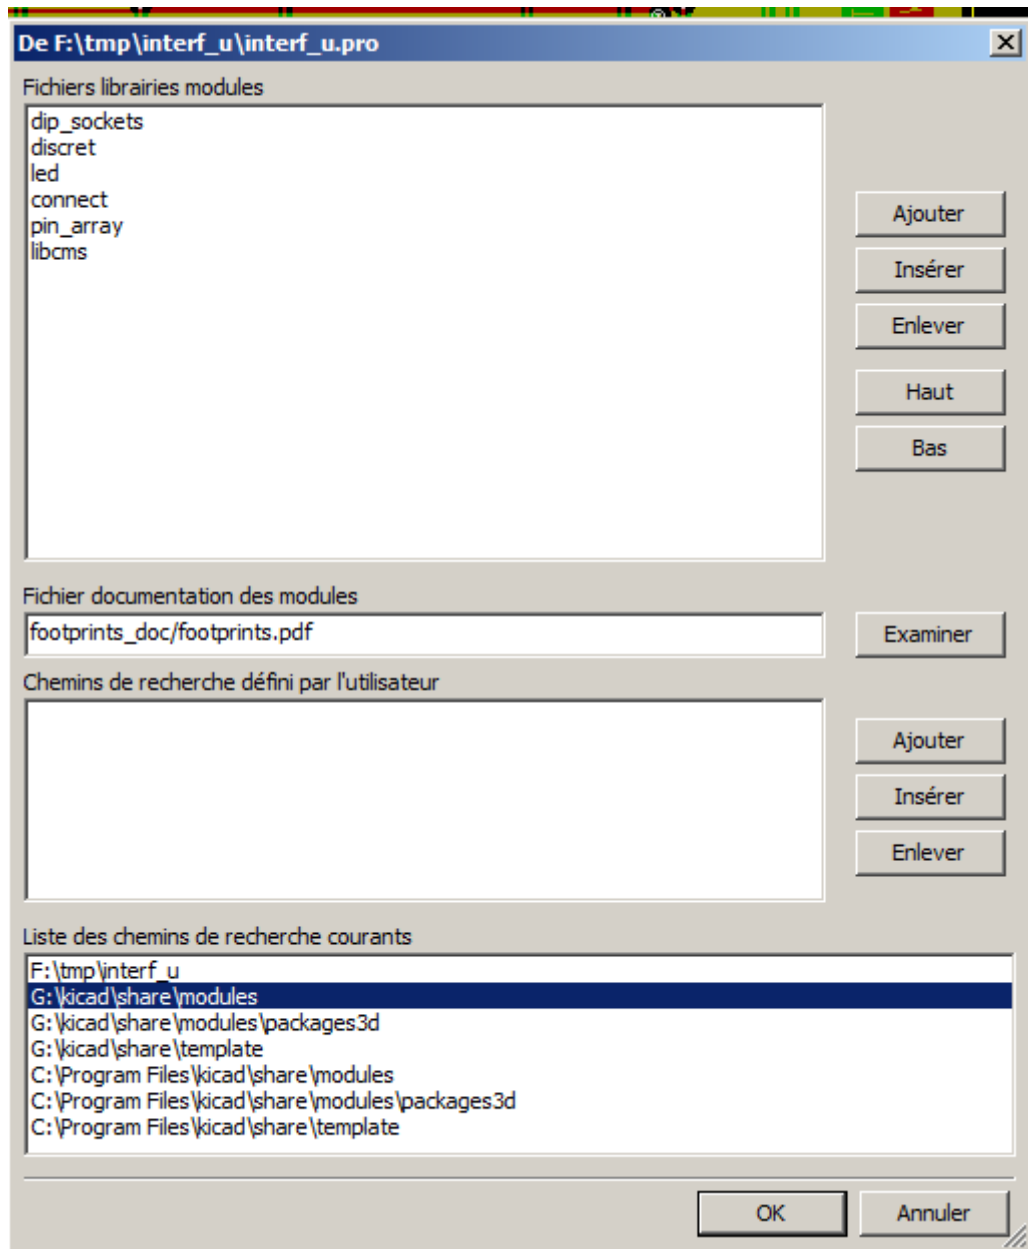 De F:\tmp\interf_u\interf_u.pro
Fichiers librairies modules
dip_sockets
discret
led
connect
pin_array
libcms
Ajouter
Insérer
Enlever
Haut
Bas
Fichier documentation des modules
footprints_doc/footprints.pdf
Examiner
Chemins de recherche défini par l'utilisateur
Ajouter
Insérer
Enlever
Liste des chemins de recherche courants
F:\tmp\interf_u
G:\kicad\share\modules
G:\kicad\share\modules\packages3d
G:\kicad\share\template
C:\Program Files\kicad\share\modules
C:\Program Files\kicad\share\modules\packages3d
C:\Program Files\kicad\share\template
OK
Annuler